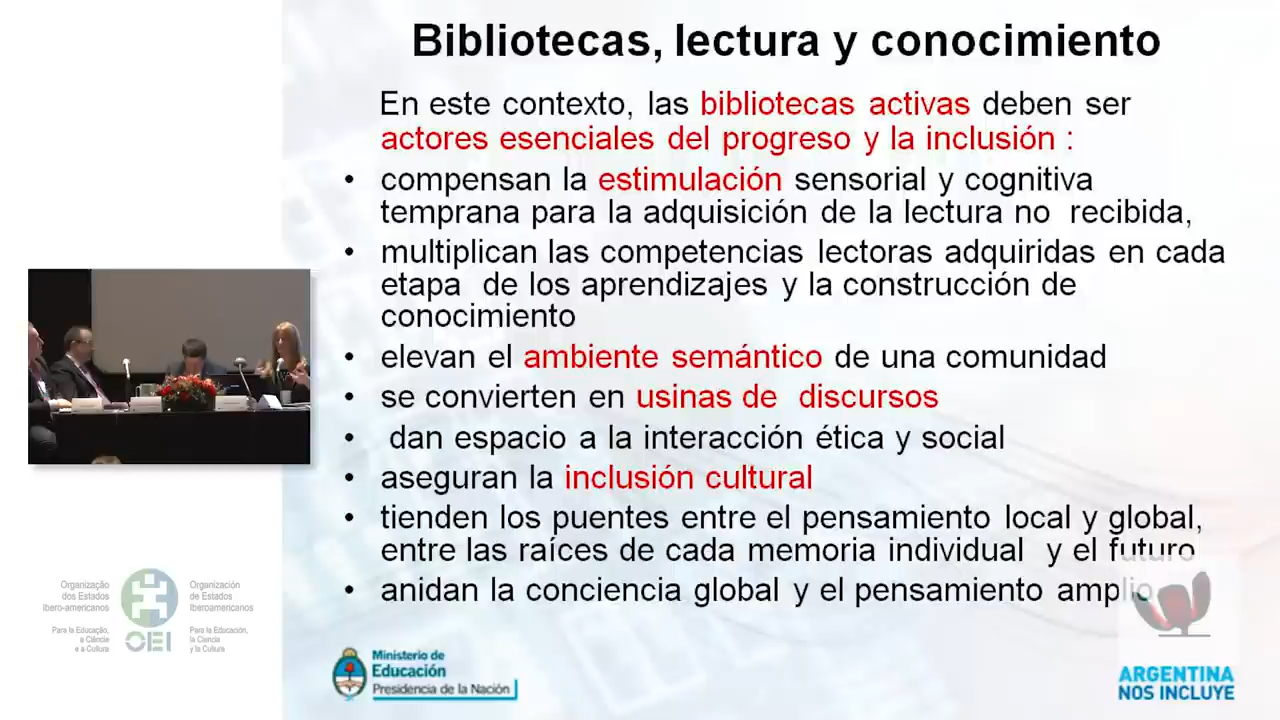 Bibliotecas, lectura y conocimiento
En este contexto, las bibliotecas activas deben ser
actores esenciales del progreso y la inclusión :
• compensan la estimulación sensorial y cognitiva
temprana para la adquisición de la lectura no recibida,
• multiplican las competencias lectoras adquiridas en cada
etapa de los aprendizajes y la construcción de
conocimiento
• elevan el ambiente semántico de una comunidad
• se convierten en usinas de discursos
• dan espacio a la interacción ética y social
• aseguran la inclusión cultural
• tienden los puentes entre el pensamiento local y global,
entre las raíces de cada memoria individual y el futuro
• anidan la conciencia global y el pensamiento amplio
Organização
dos Estados
Ibero-americanos
Para la Educação,
a Ciência
e a Cultura
OEI
Organización
de Estados
Iberoamericanos
Para la Educación,
la Ciencia
y la Cultura
Ministerio de
Educación
Presidencia de la Nación
ARGENTINA
NOS INCLUYE